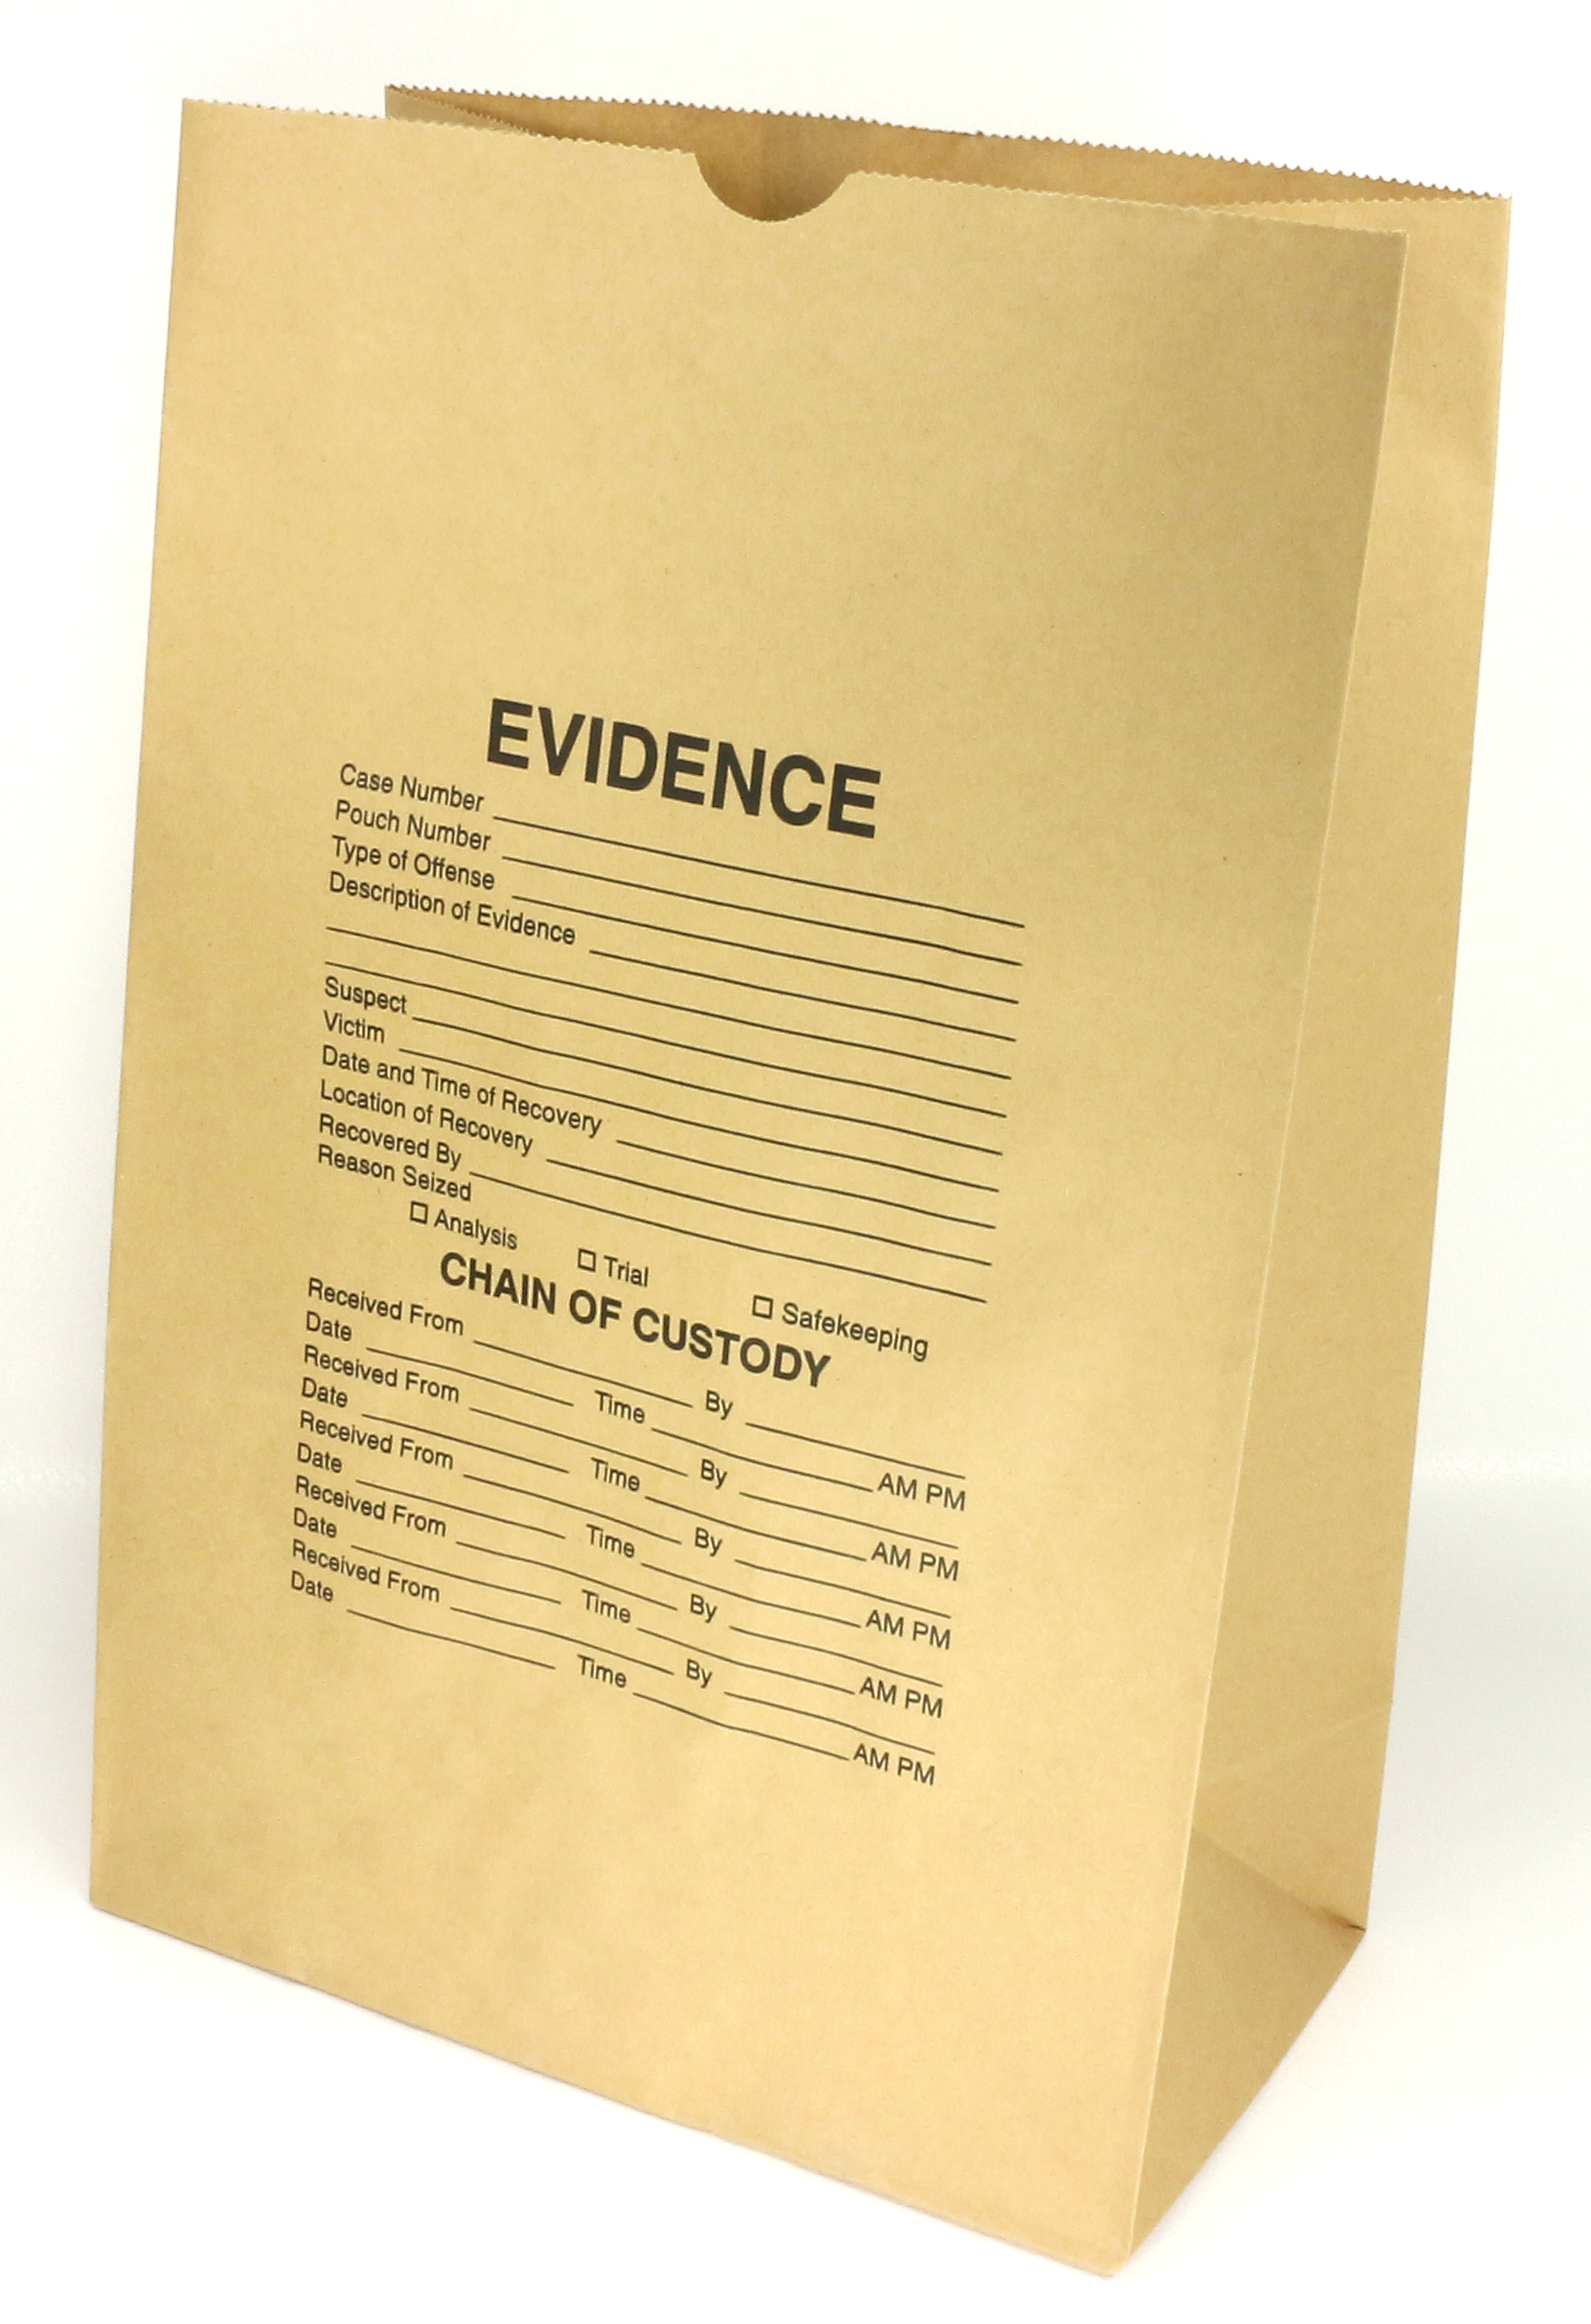 EVIDENCE
Case Number
Pouch Number
Type of Offense
Description of Evidence
Suspect
Victim
Date and Time of Recovery
Location of Recovery
Recovered By
Reason Seized
Analysis Trial Safekeeping
CHAIN OF CUSTODY
Received From By
Date Time AM PM
Received From By
Date Time AM PM
Received From By
Date Time AM PM
Received From By
Date Time AM PM
Received From By
Date Time AM PM